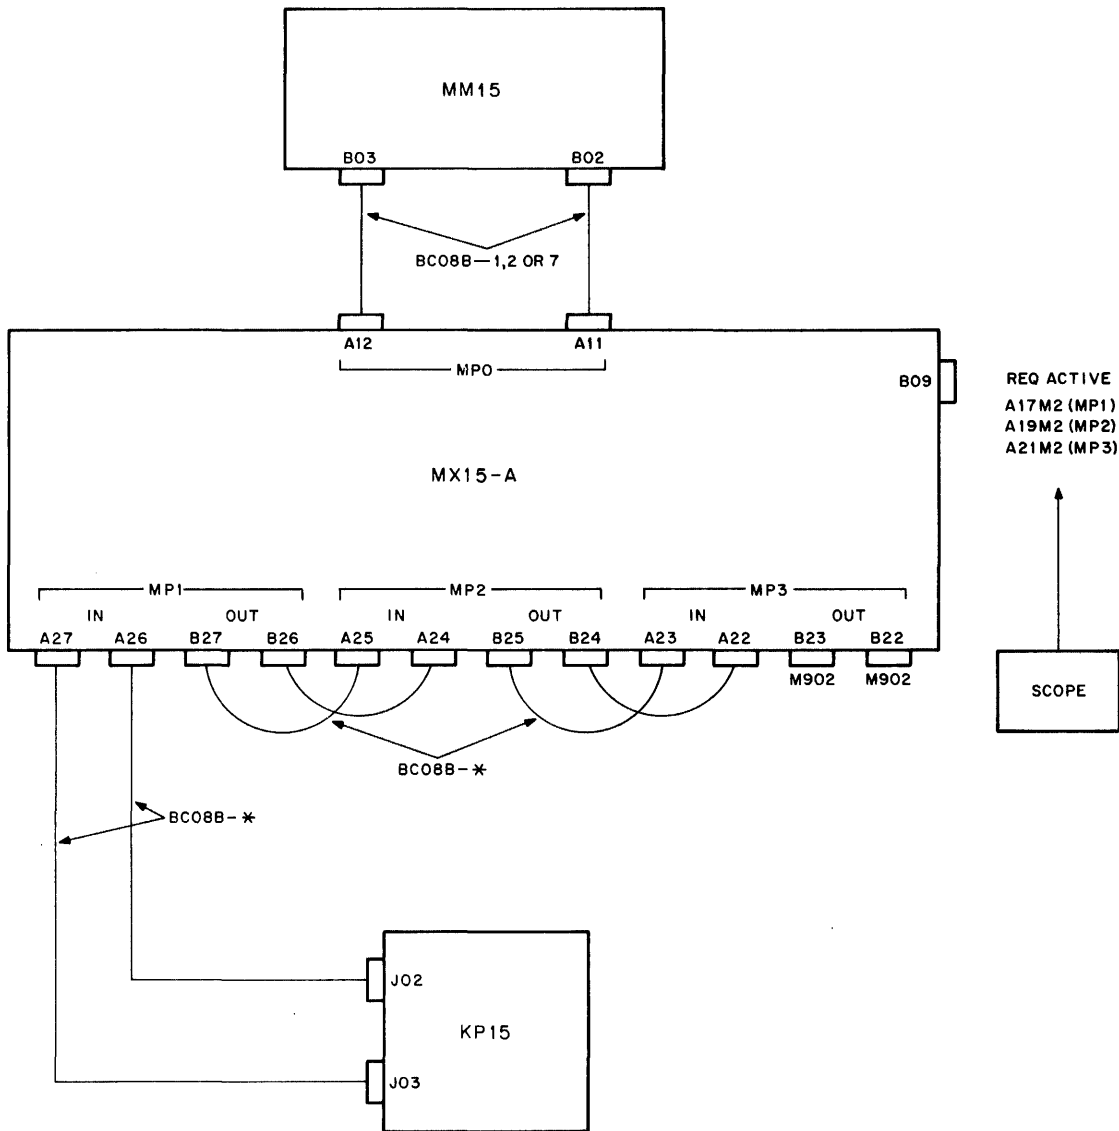 MM15
B03 B02
BC08B—1,2 OR 7
A12 A11
MP0
B09
REQ ACTIVE
A17M2 (MP1)
A19M2 (MP2)
A21M2 (MP3)
MX15-A
MP1 MP2 MP3
IN OUT IN OUT IN OUT
A27 A26 B27 B26 A25 A24 B25 B24 A23 A22 B23 B22
M902 M902
SCOPE
BC08B-*
BC08B-*
J02
KP15
J03